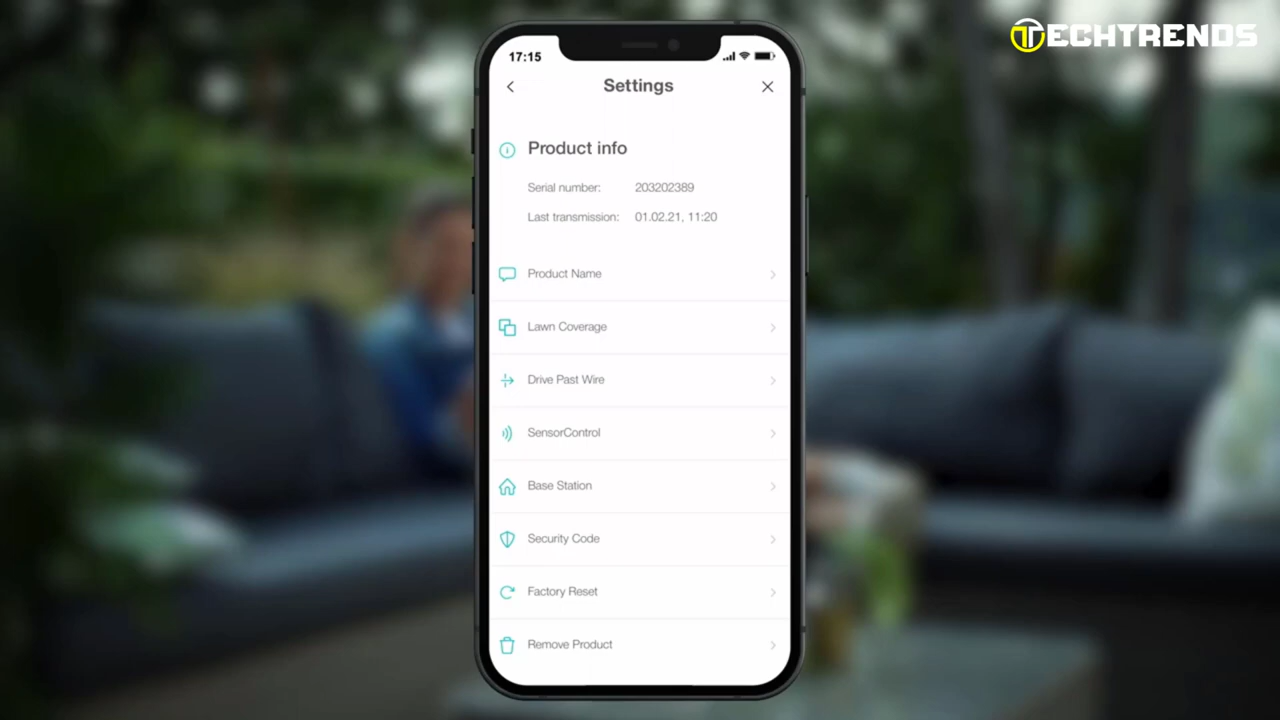 TECHTRENDS
17:15
Settings
Product info
Serial number: 203202389
Last transmission: 01.02.21, 11:20
Product Name
Lawn Coverage
Drive Past Wire
SensorControl
Base Station
Security Code
Factory Reset
Remove Product